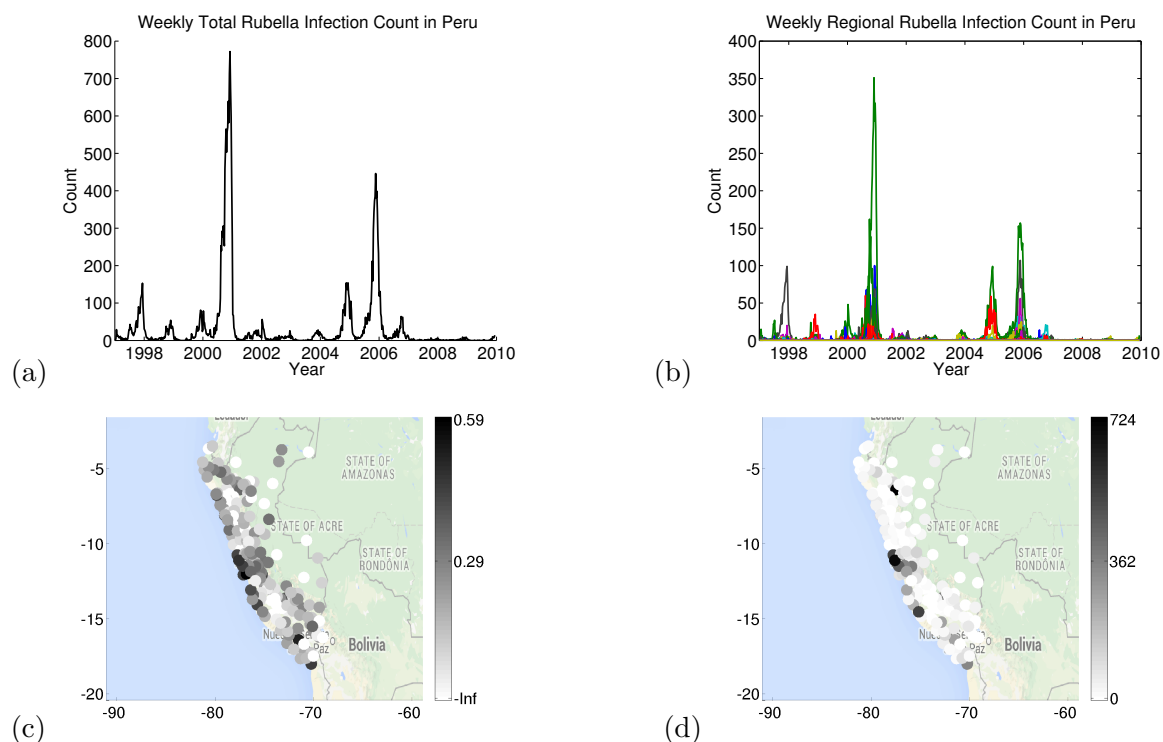 Weekly Total Rubella Infection Count in Peru
800
700
600
500
400
300
200
100
0
1998 2000 2002 2004 2006 2008 2010
Count
Year
(a)
Weekly Regional Rubella Infection Count in Peru
400
350
300
250
200
150
100
50
0
1998 2000 2002 2004 2006 2008 2010
Count
Year
(b)
STATE OF
AMAZONAS
STATE OF ACRE
STATE OF
RONDÔNIA
Bolivia
Paz
-5
-10
-15
-20
-90 -80 -70 -60
0.59
0.29
-Inf
(c)
STATE OF
AMAZONAS
STATE OF ACRE
STATE OF
RONDÔNIA
Bolivia
Paz
-5
-10
-15
-20
-90 -80 -70 -60
724
362
0
(d)